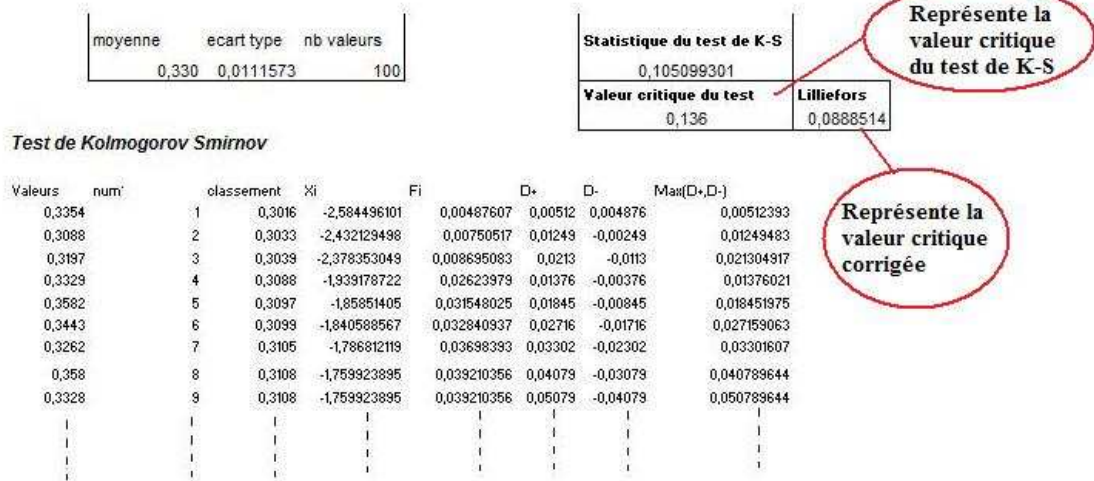 moyenne ecart type nb valeurs
0,330 0,0111573 100
Statistique du test de K-S
0,105099301
Valeur critique du test Lilliefors
0,136 0,0888514
Représente la
valeur critique
du test de K-S
Test de Kolmogorov Smirnov
Valeurs num' classement Xi Fi D+ D- Max(D+,D-)
0,3354 1 0,3016 -2,584496101 0,00487607 0,00512 0,004876 0,00512393
0,3088 2 0,3033 -2,432129498 0,00750517 0,01249 -0,00249 0,01249483
0,3197 3 0,3039 -2,378353049 0,008695083 0,0213 -0,0113 0,021304917
0,3329 4 0,3088 -1,939178722 0,02623979 0,01376 -0,00376 0,01376021
0,3582 5 0,3097 -1,85851405 0,031548025 0,01845 -0,00845 0,018451975
0,3443 6 0,3099 -1,840588567 0,032840937 0,02716 -0,01716 0,027159063
0,3262 7 0,3105 -1,786812119 0,03698393 0,03302 -0,02302 0,03301607
0,358 8 0,3108 -1,759923895 0,039210356 0,04079 -0,03079 0,040789644
0,3328 9 0,3108 -1,759923895 0,039210356 0,05079 -0,04079 0,050789644
Représente la
valeur critique
corrigée